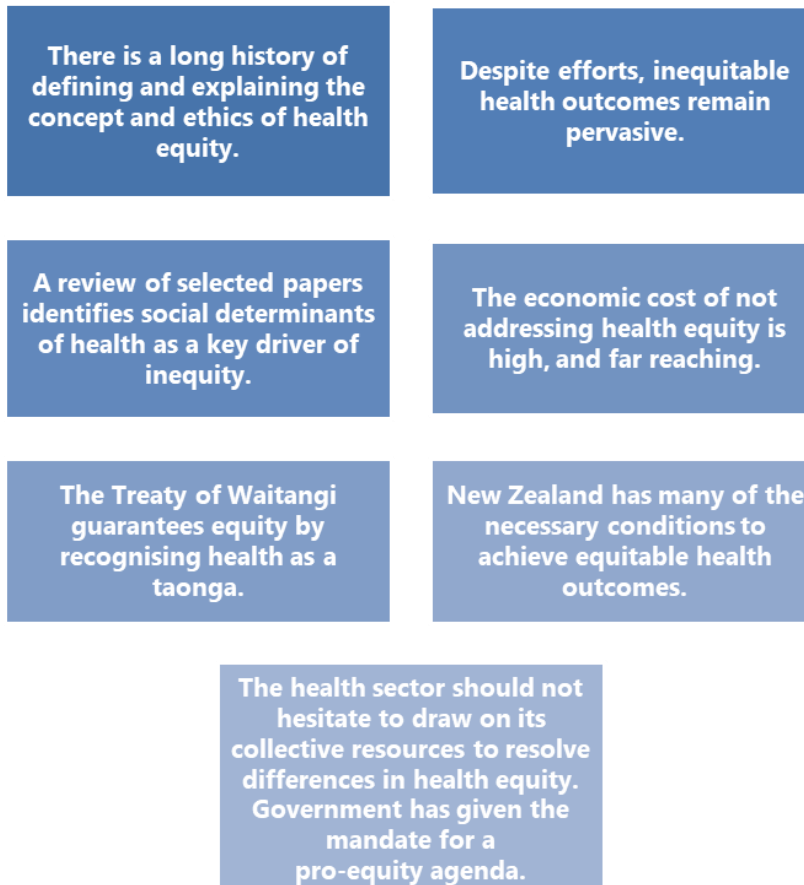 There is a long history of
defining and explaining the
concept and ethics of health
equity.
Despite efforts, inequitable
health outcomes remain
pervasive.
A review of selected papers
identifies social determinants
of health as a key driver of
inequity.
The economic cost of not
addressing health equity is
high, and far reaching.
The Treaty of Waitangi
guarantees equity by
recognising health as a
taonga.
New Zealand has many of the
necessary conditions to
achieve equitable health
outcomes.
The health sector should not
hesitate to draw on its
collective resources to resolve
differences in health equity.
Government has given the
mandate for a
pro-equity agenda.